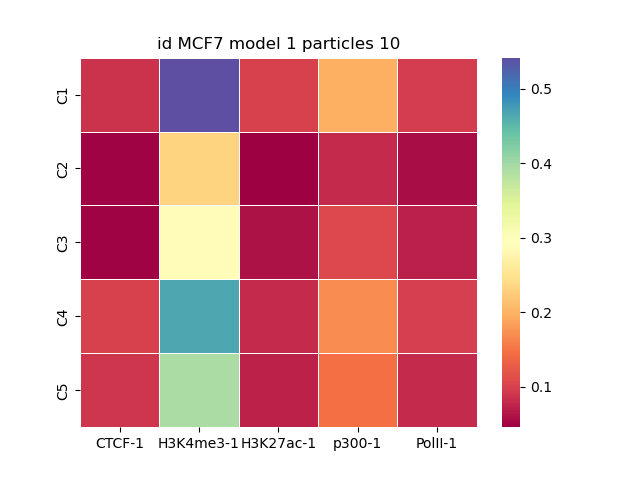 id MCF7 model 1 particles 10
C1
C2
C3
C4
C5
CTCF-1 H3K4me3-1 H3K27ac-1 p300-1 PolII-1
0.5
0.4
0.3
0.2
0.1